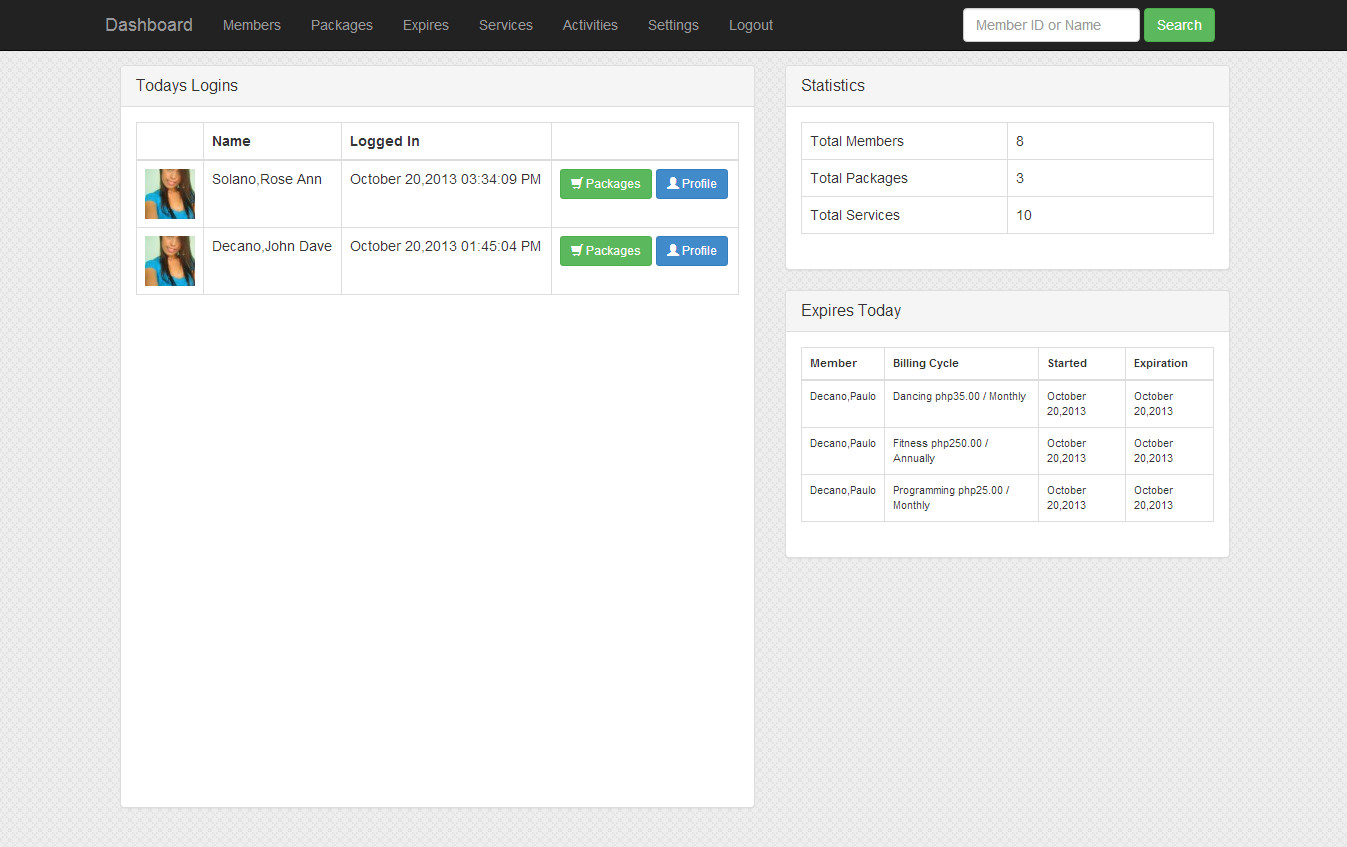 Dashboard Members Packages Expires Services Activities Settings Logout Member ID or Name Search
Todays Logins
Name Logged In
Solano,Rose Ann October 20,2013 03:34:09 PM Packages Profile
Decano,John Dave October 20,2013 01:45:04 PM Packages Profile
Statistics
Total Members 8
Total Packages 3
Total Services 10
Expires Today
Member Billing Cycle Started Expiration
Decano,Paulo Dancing php35.00 / Monthly October October
20,2013 20,2013
Decano,Paulo Fitness php250.00 / October October
Annually 20,2013 20,2013
Decano,Paulo Programming php25.00 / October October
Monthly 20,2013 20,2013